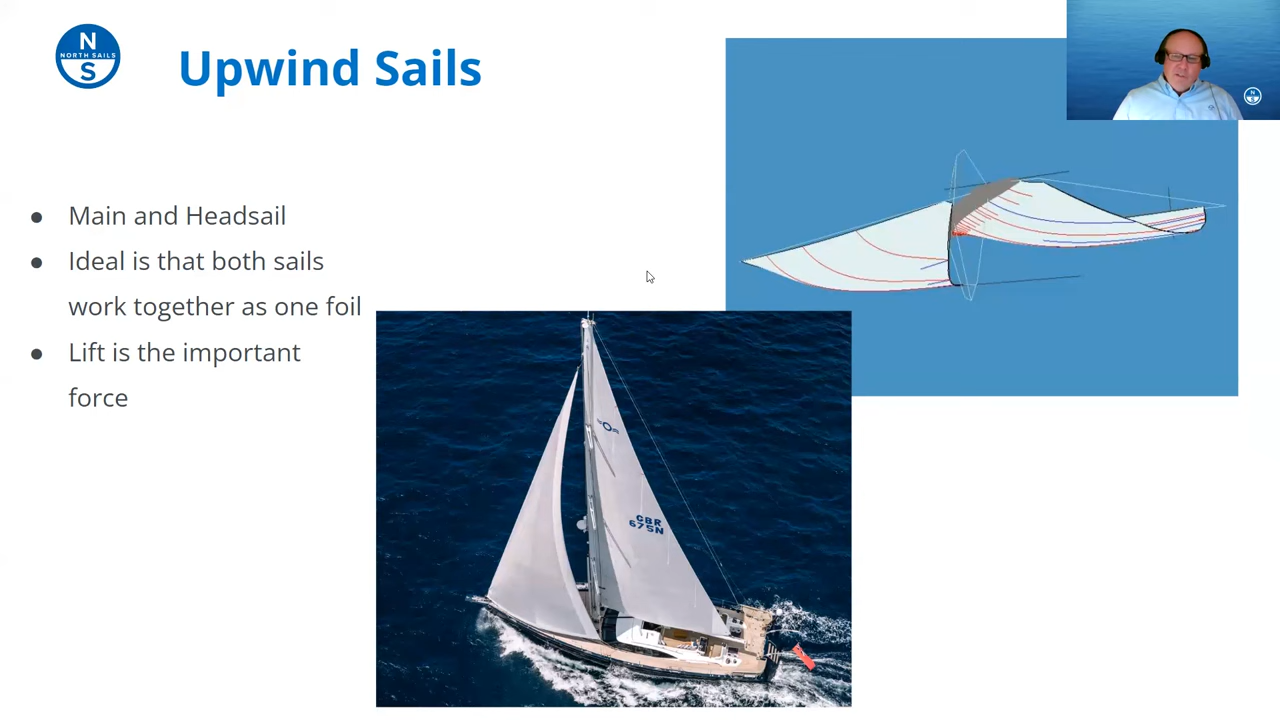 N
NORTH SAILS
S
Upwind Sails
● Main and Headsail
● Ideal is that both sails
work together as one foil
● Lift is the important
force
GBR
675N
N
S